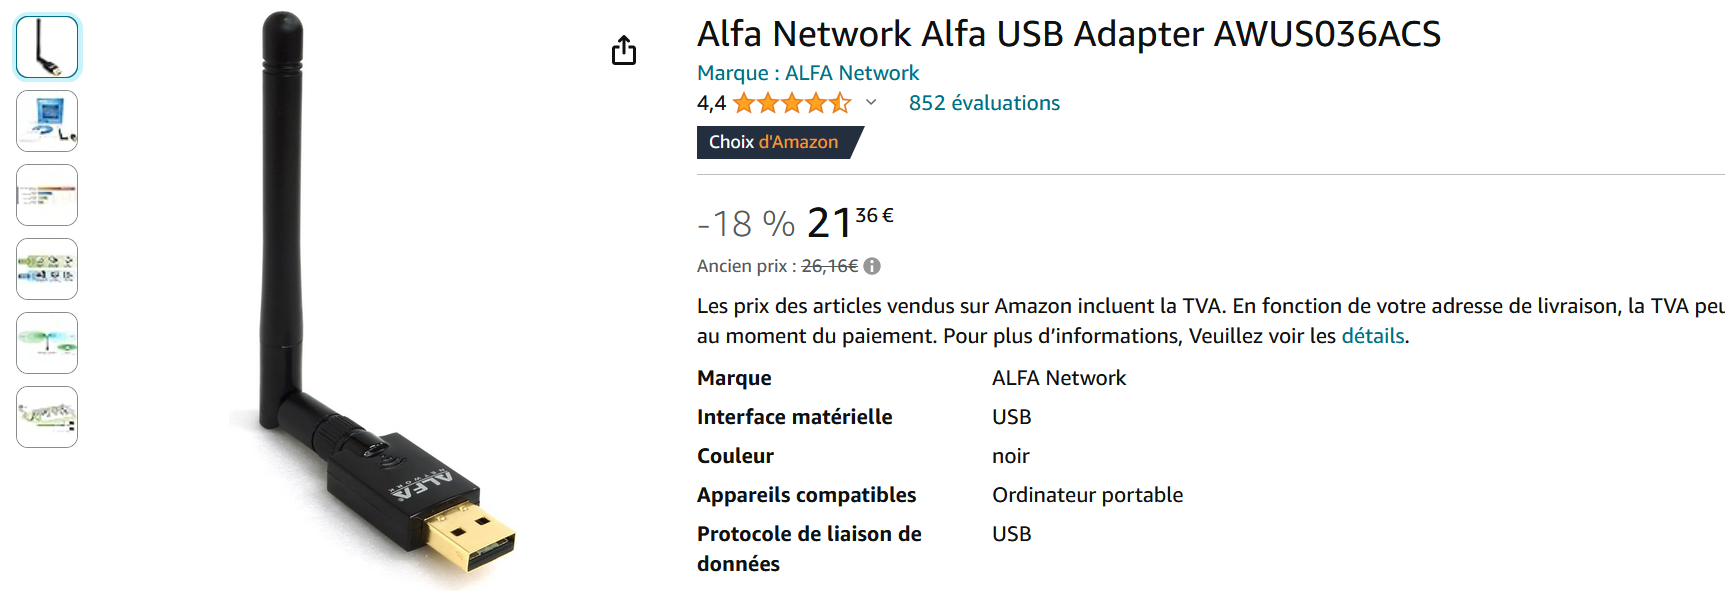 Alfa Network Alfa USB Adapter AWUS036ACS
Marque : ALFA Network
4,4 852 évaluations
Choix d'Amazon
-18 % 21 36 €
Ancien prix : 26,16€
Les prix des articles vendus sur Amazon incluent la TVA. En fonction de votre adresse de livraison, la TVA peu
au moment du paiement. Pour plus d’informations, Veuillez voir les détails.
Marque ALFA Network
Interface matérielle USB
Couleur noir
Appareils compatibles Ordinateur portable
Protocole de liaison de USB
données
ALFA
NETWORK